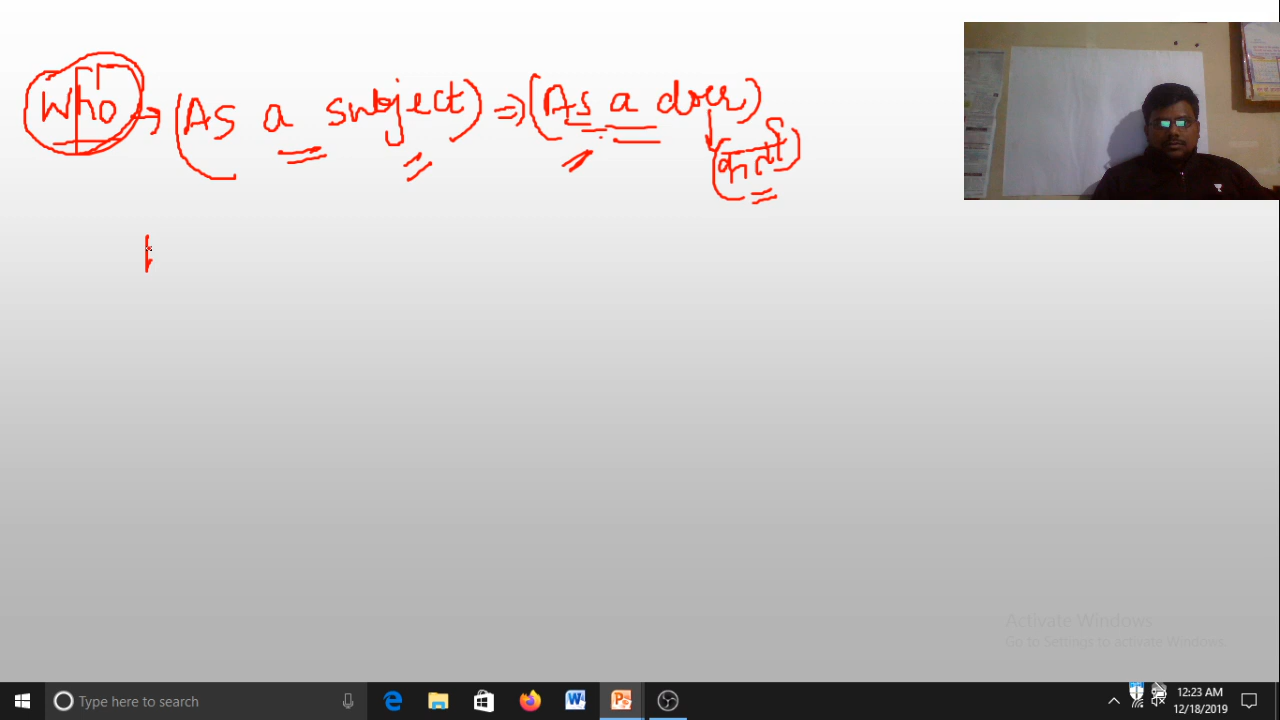 Who → (As a subject) ⇒ (As a doer)
(कर्ता)
Activate Windows
Go to Settings to activate Windows.
Type here to search
12:23 AM
12/18/2019